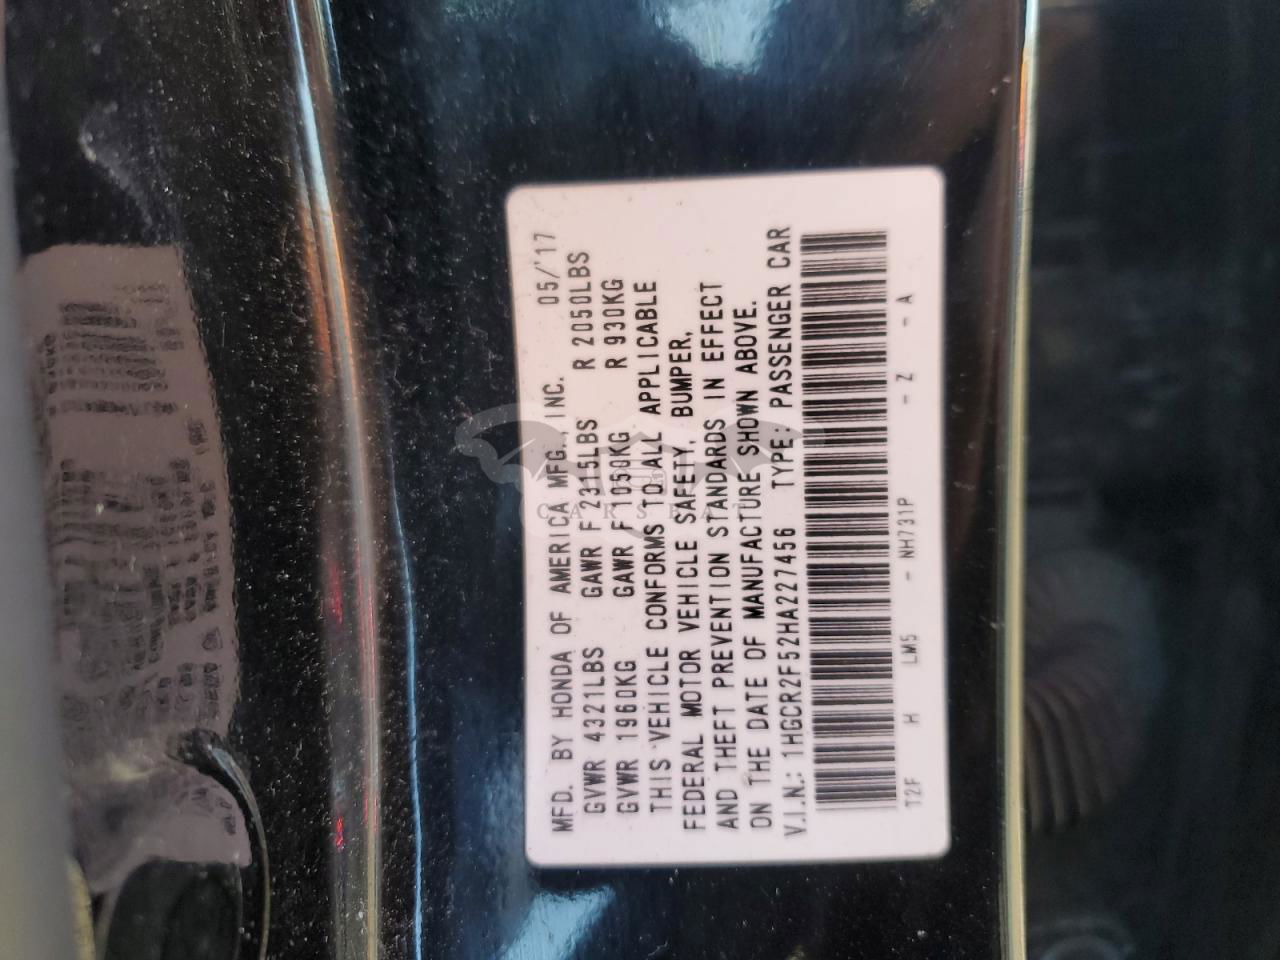 MFD. BY HONDA OF AMERICA MFG., INC. 05/'17
GVWR 4321LBS GAWR F 2315LBS R 2050LBS
GVWR 1960KG GAWR F 1050KG R 930KG
THIS VEHICLE CONFORMS TO ALL APPLICABLE
FEDERAL MOTOR VEHICLE SAFETY, BUMPER,
AND THEFT PREVENTION STANDARDS IN EFFECT
ON THE DATE OF MANUFACTURE SHOWN ABOVE.
V.I.N.: 1HGCR2F52HA227456 TYPE: PASSENGER CAR
T2F H LM5 - NH731P - Z - A